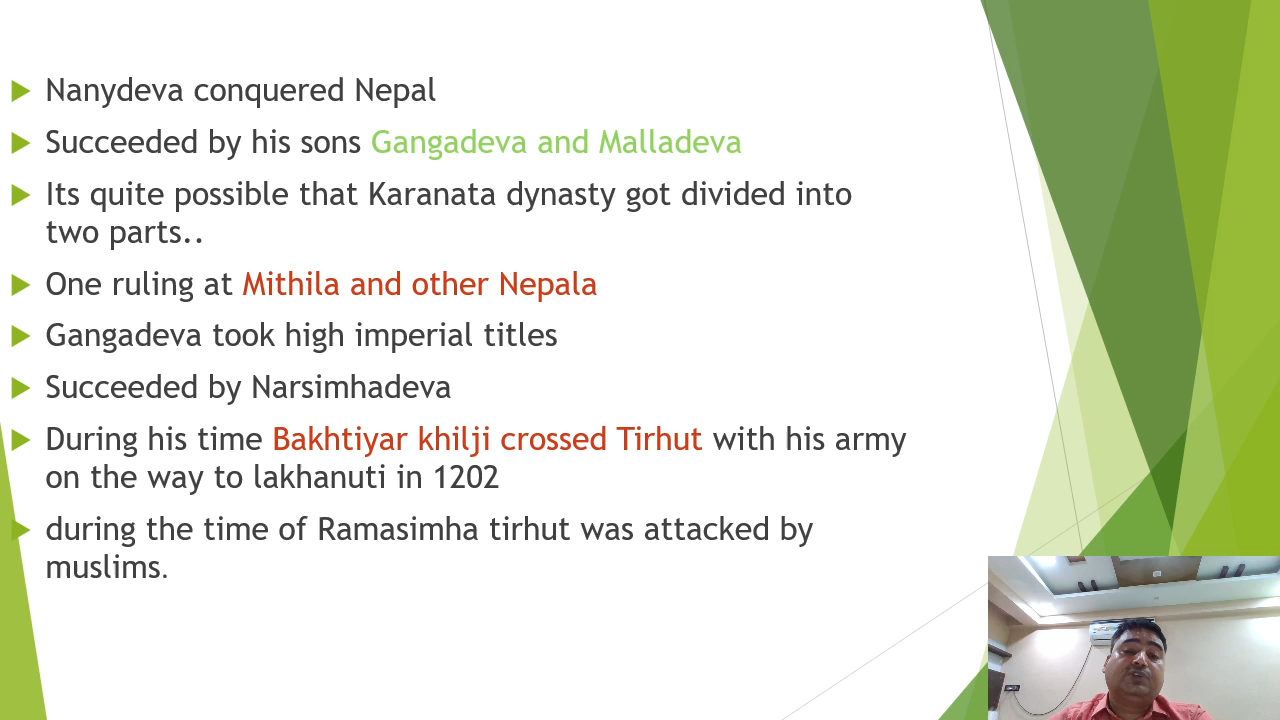 Nanydeva conquered Nepal
Succeeded by his sons Gangadeva and Malladeva
Its quite possible that Karanata dynasty got divided into
two parts..
One ruling at Mithila and other Nepala
Gangadeva took high imperial titles
Succeeded by Narsimhadeva
During his time Bakhtiyar khilji crossed Tirhut with his army
on the way to lakhanuti in 1202
during the time of Ramasimha tirhut was attacked by
muslims.